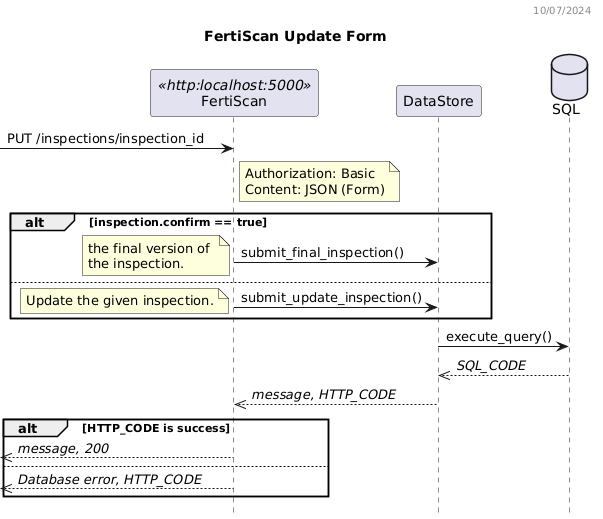 10/07/2024
FertiScan Update Form
«http:localhost:5000»
FertiScan
DataStore
SQL
PUT /inspections/inspection_id
Authorization: Basic
Content: JSON (Form)
alt [inspection.confirm == true]
the final version of
the inspection.
submit_final_inspection()
Update the given inspection.
submit_update_inspection()
execute_query()
SQL_CODE
message, HTTP_CODE
alt [HTTP_CODE is success]
message, 200
Database error, HTTP_CODE